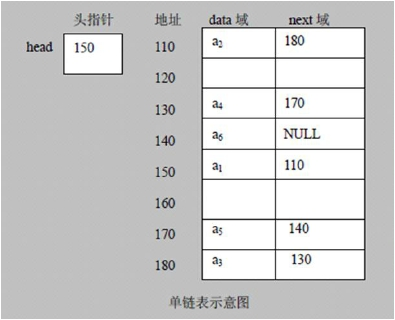 头指针 地址 data 域 next 域
head 150 110 a₂ 180
120
130 a₄ 170
140 a₆ NULL
150 a₁ 110
160
170 a₅ 140
180 a₃ 130
单链表示意图